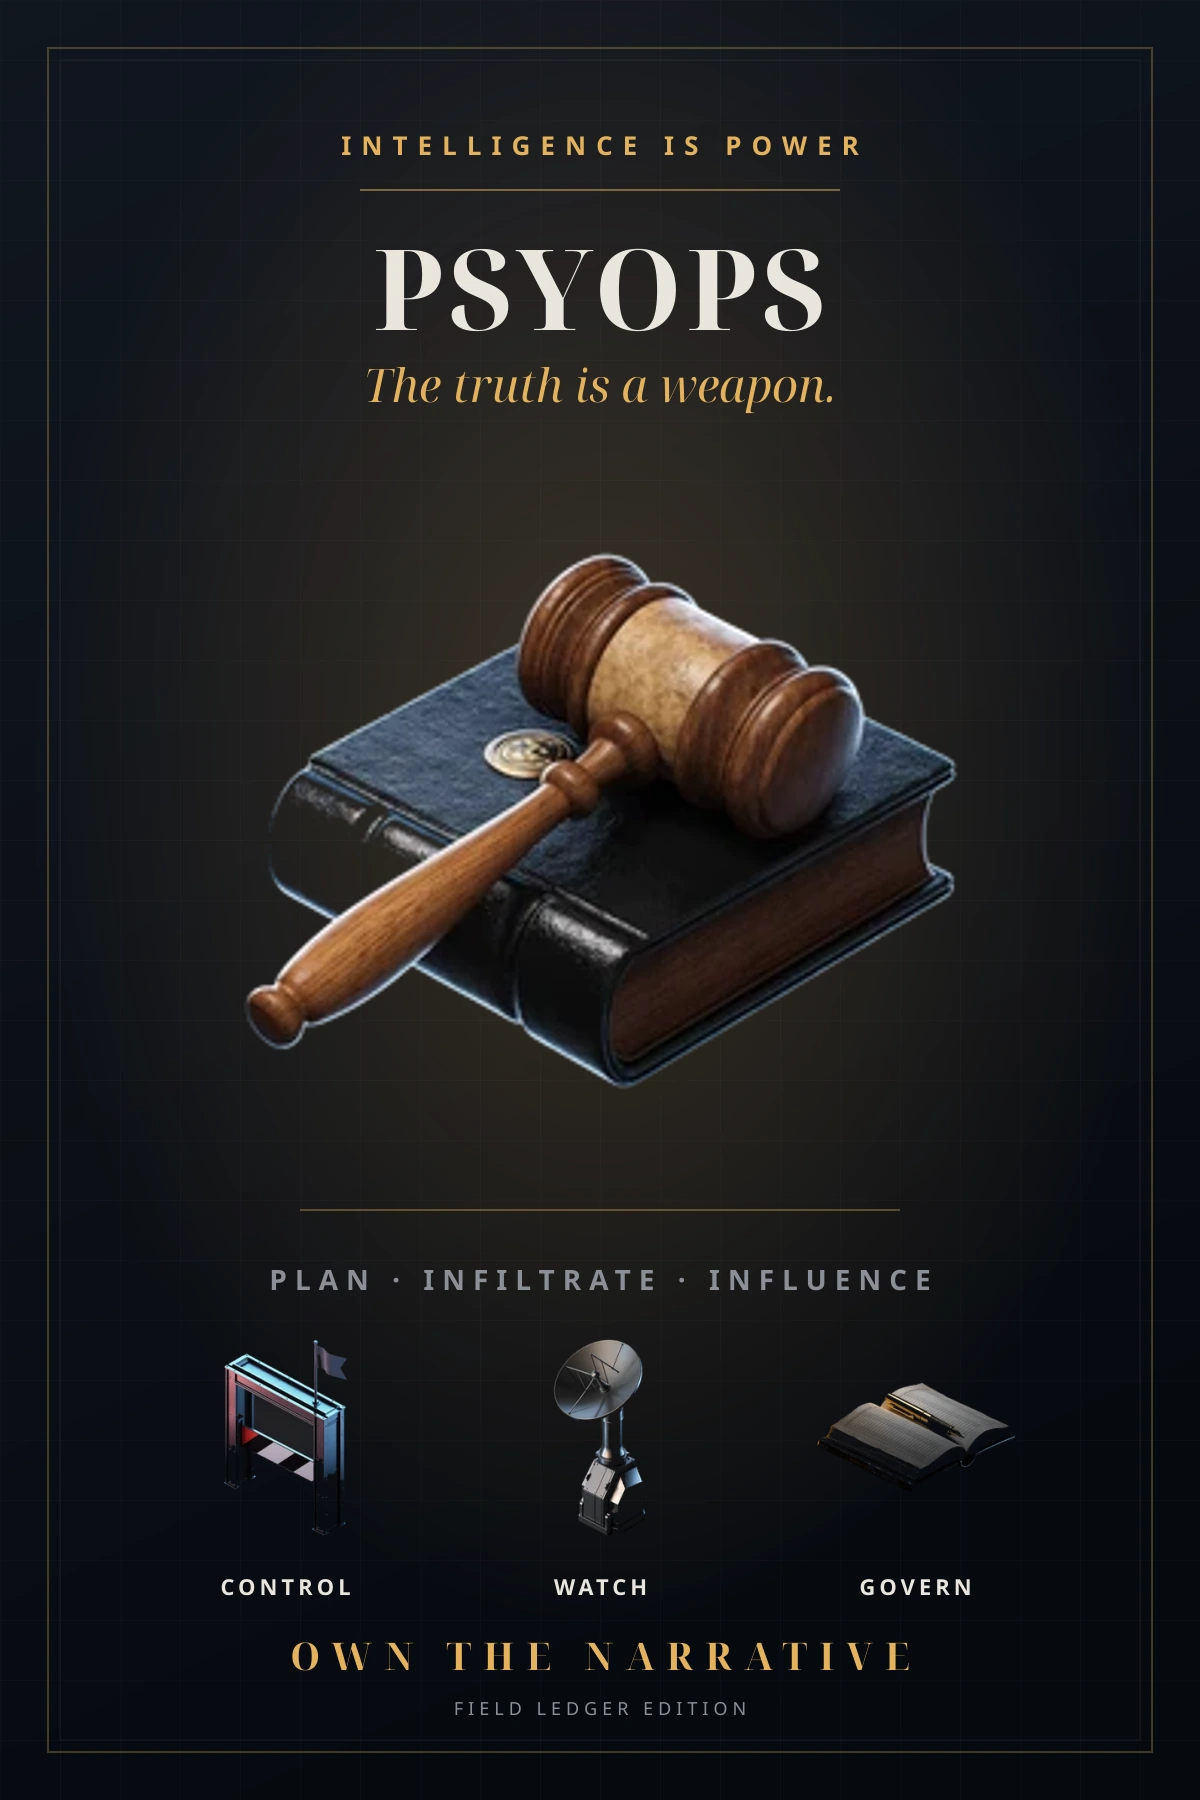 INTELLIGENCE IS POWER
PSYOPS
The truth is a weapon.
PLAN · INFILTRATE · INFLUENCE
CONTROL
WATCH
GOVERN
OWN THE NARRATIVE
FIELD LEDGER EDITION